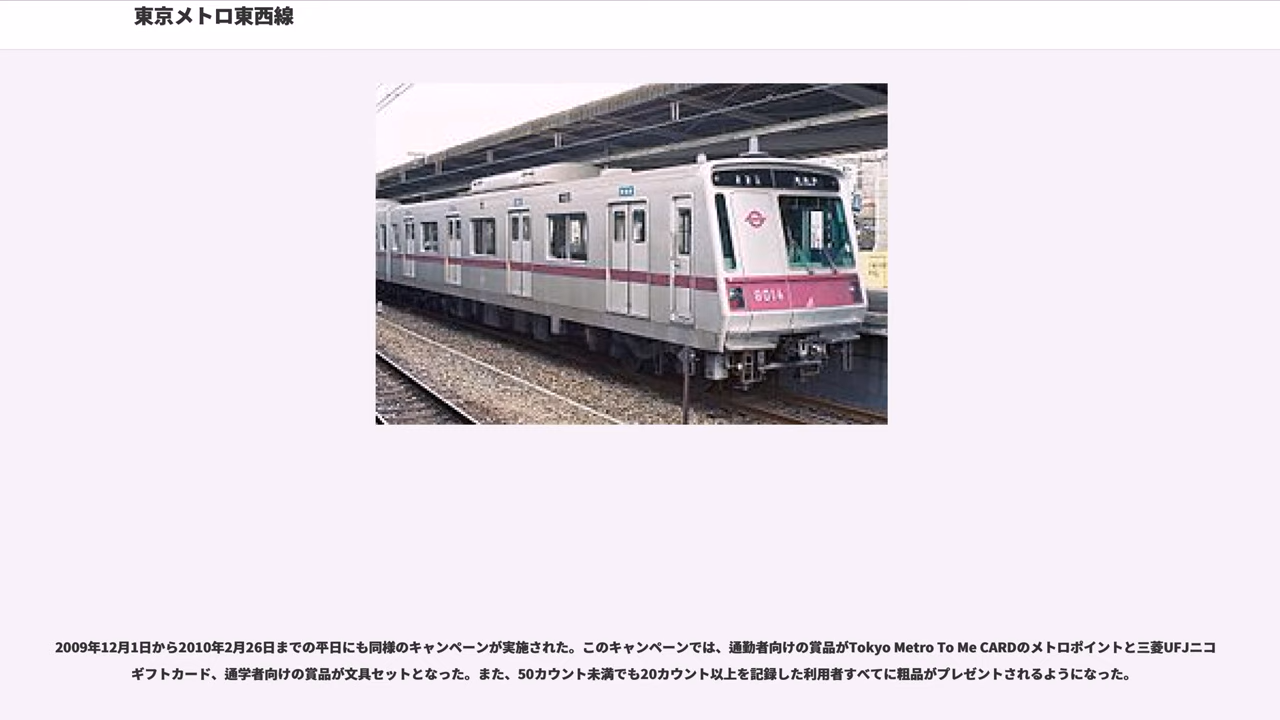 東京メトロ東西線
2009年12月1日から2010年2月26日までの平日にも同様のキャンペーンが実施された。このキャンペーンでは、通勤者向けの賞品がTokyo Metro To Me CARDのメトロポイントと三菱UFJニコ
ギフトカード、通学者向けの賞品が文具セットとなった。また、50カウント未満でも20カウント以上を記録した利用者すべてに粗品がプレゼントされるようになった。